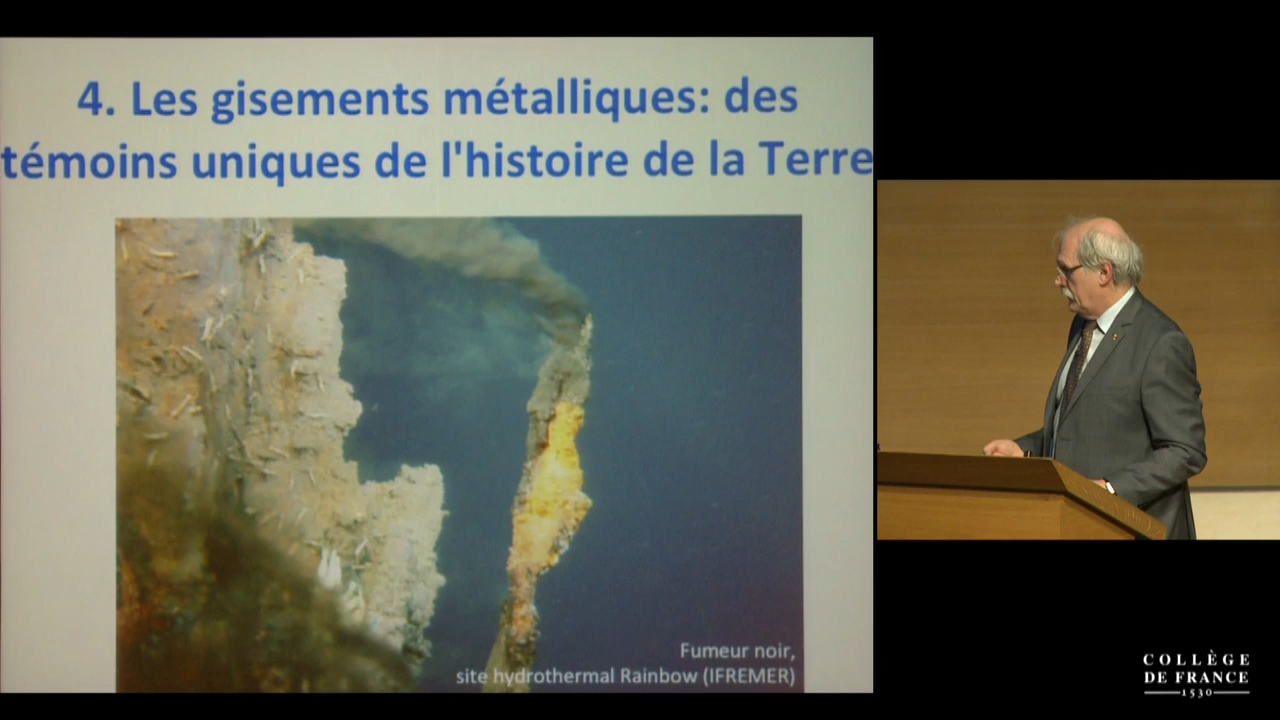 4. Les gisements métalliques: des
témoins uniques de l'histoire de la Terre
Fumeur noir,
site hydrothermal Rainbow (IFREMER)
COLLÈGE
DE FRANCE
1530